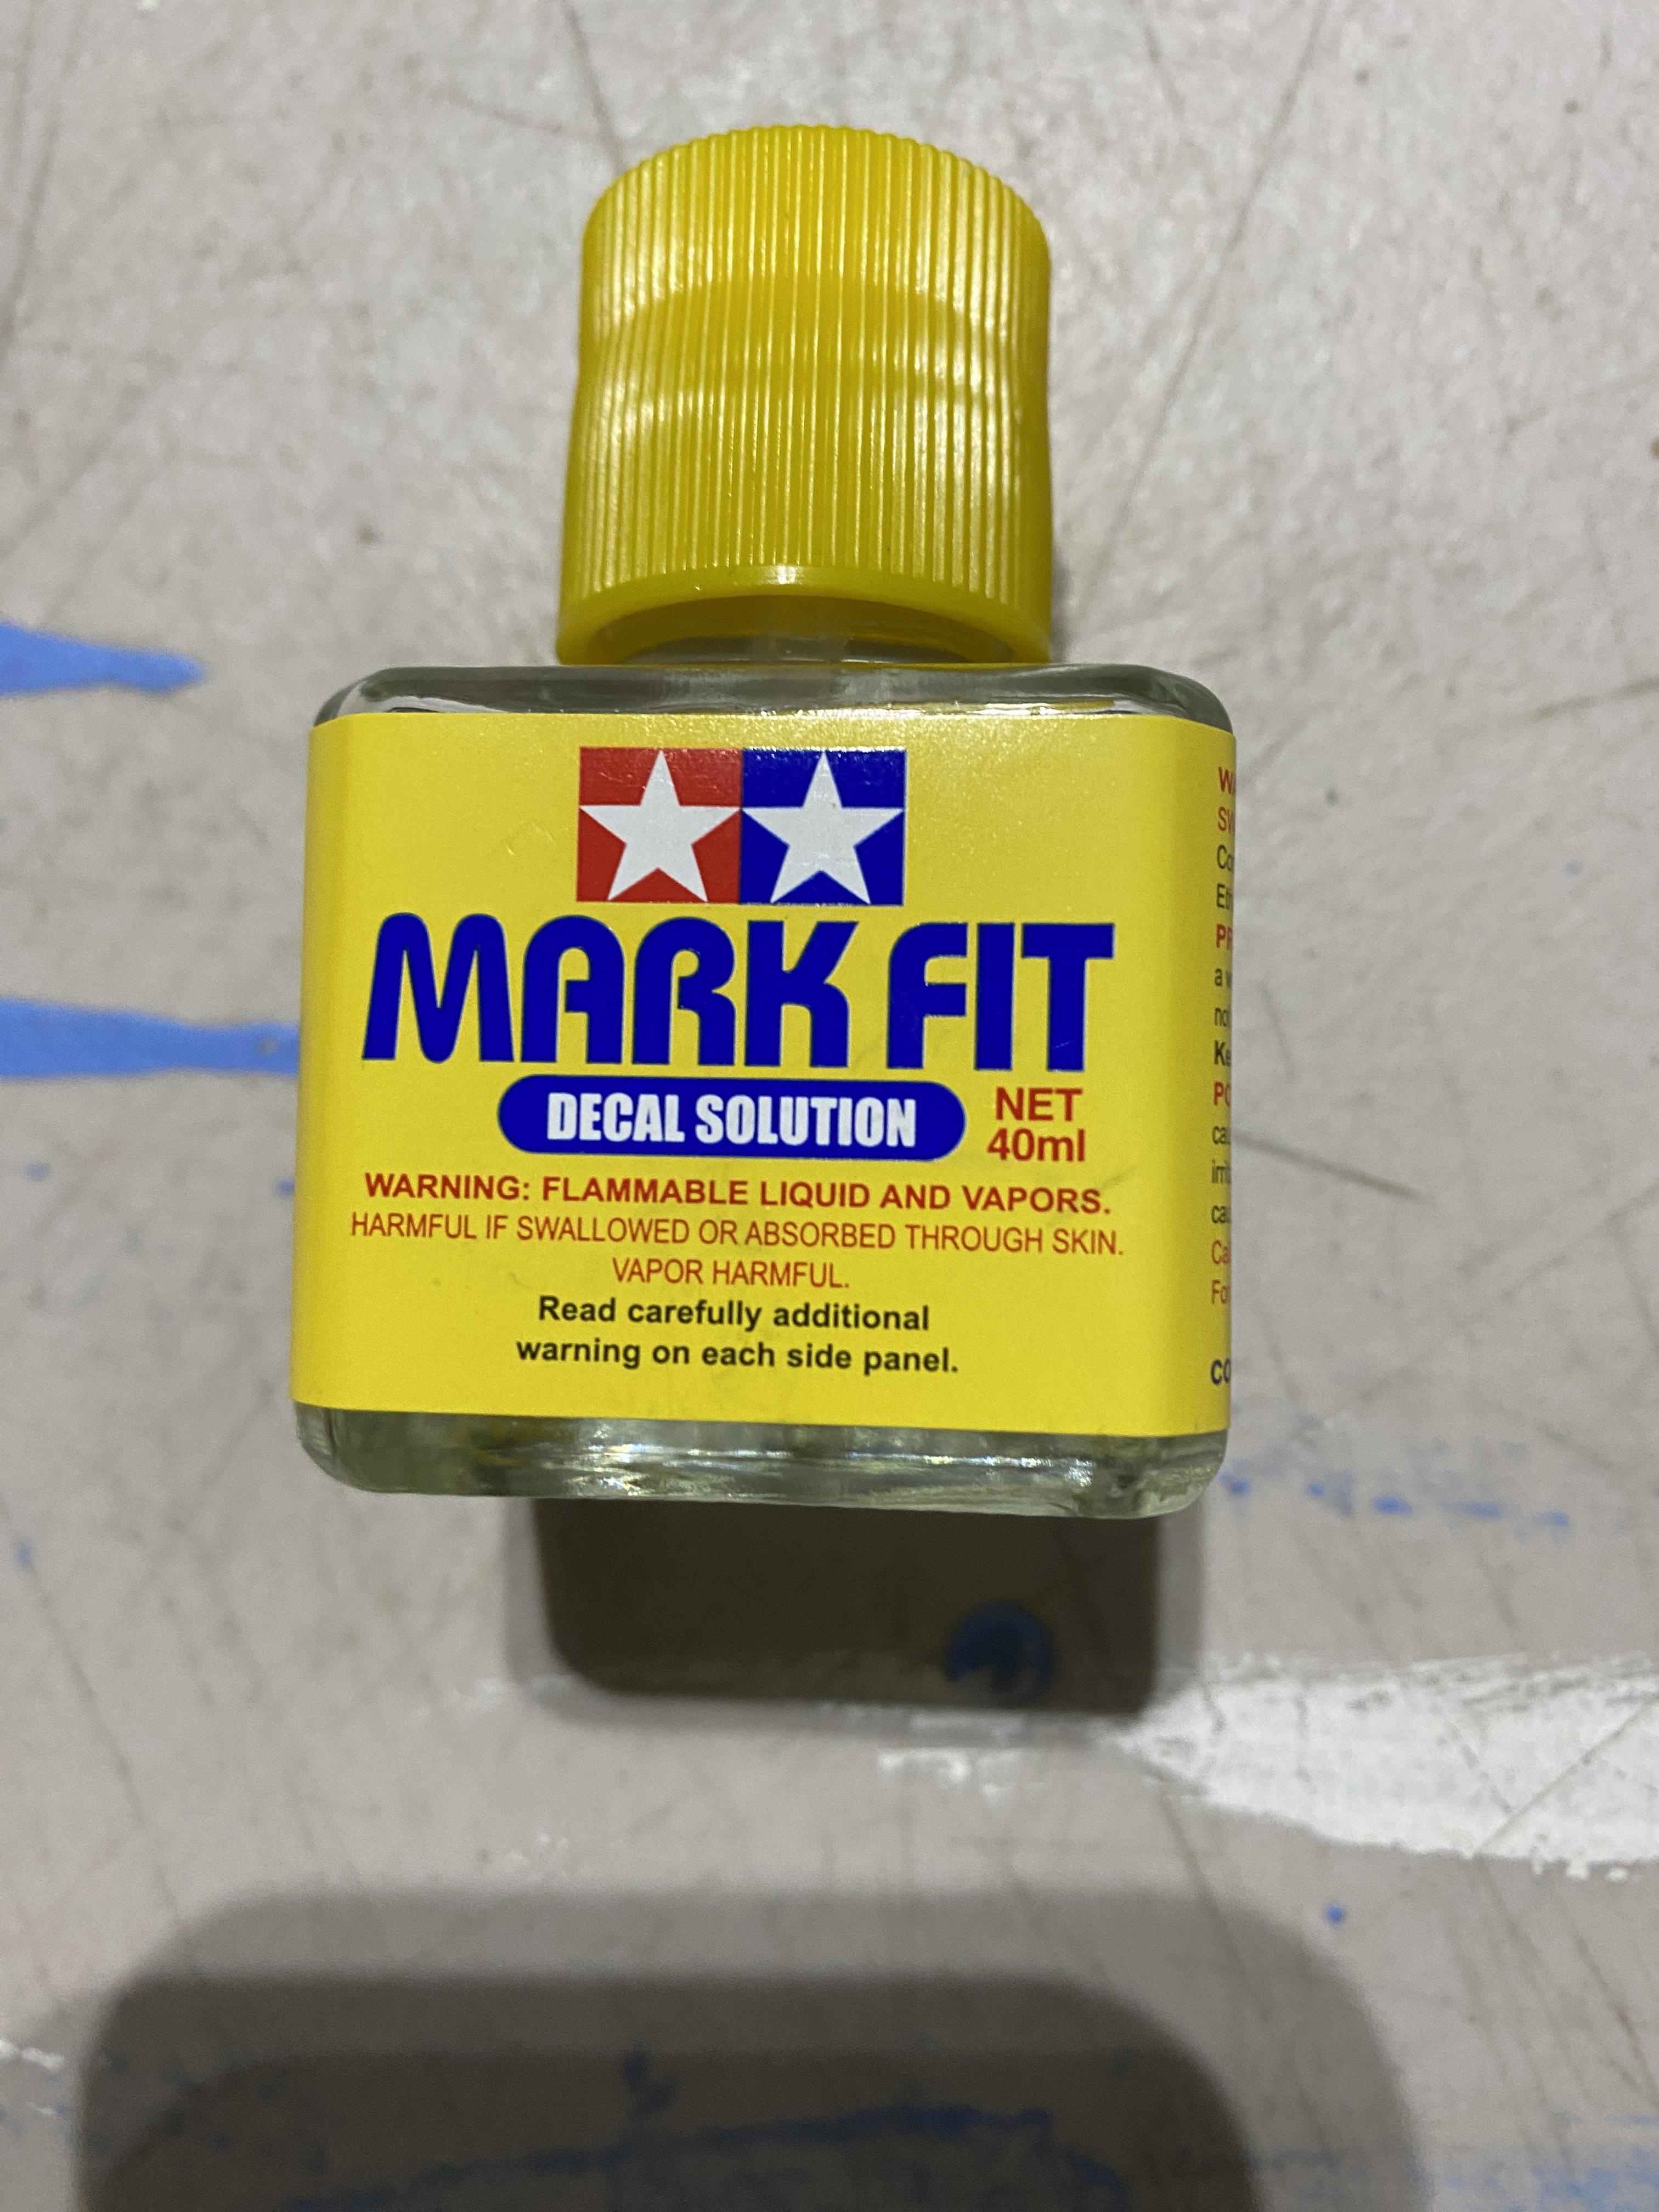 MARK FIT
DECAL SOLUTION
NET
40ml
WARNING: FLAMMABLE LIQUID AND VAPORS.
HARMFUL IF SWALLOWED OR ABSORBED THROUGH SKIN.
VAPOR HARMFUL.
Read carefully additional
warning on each side panel.